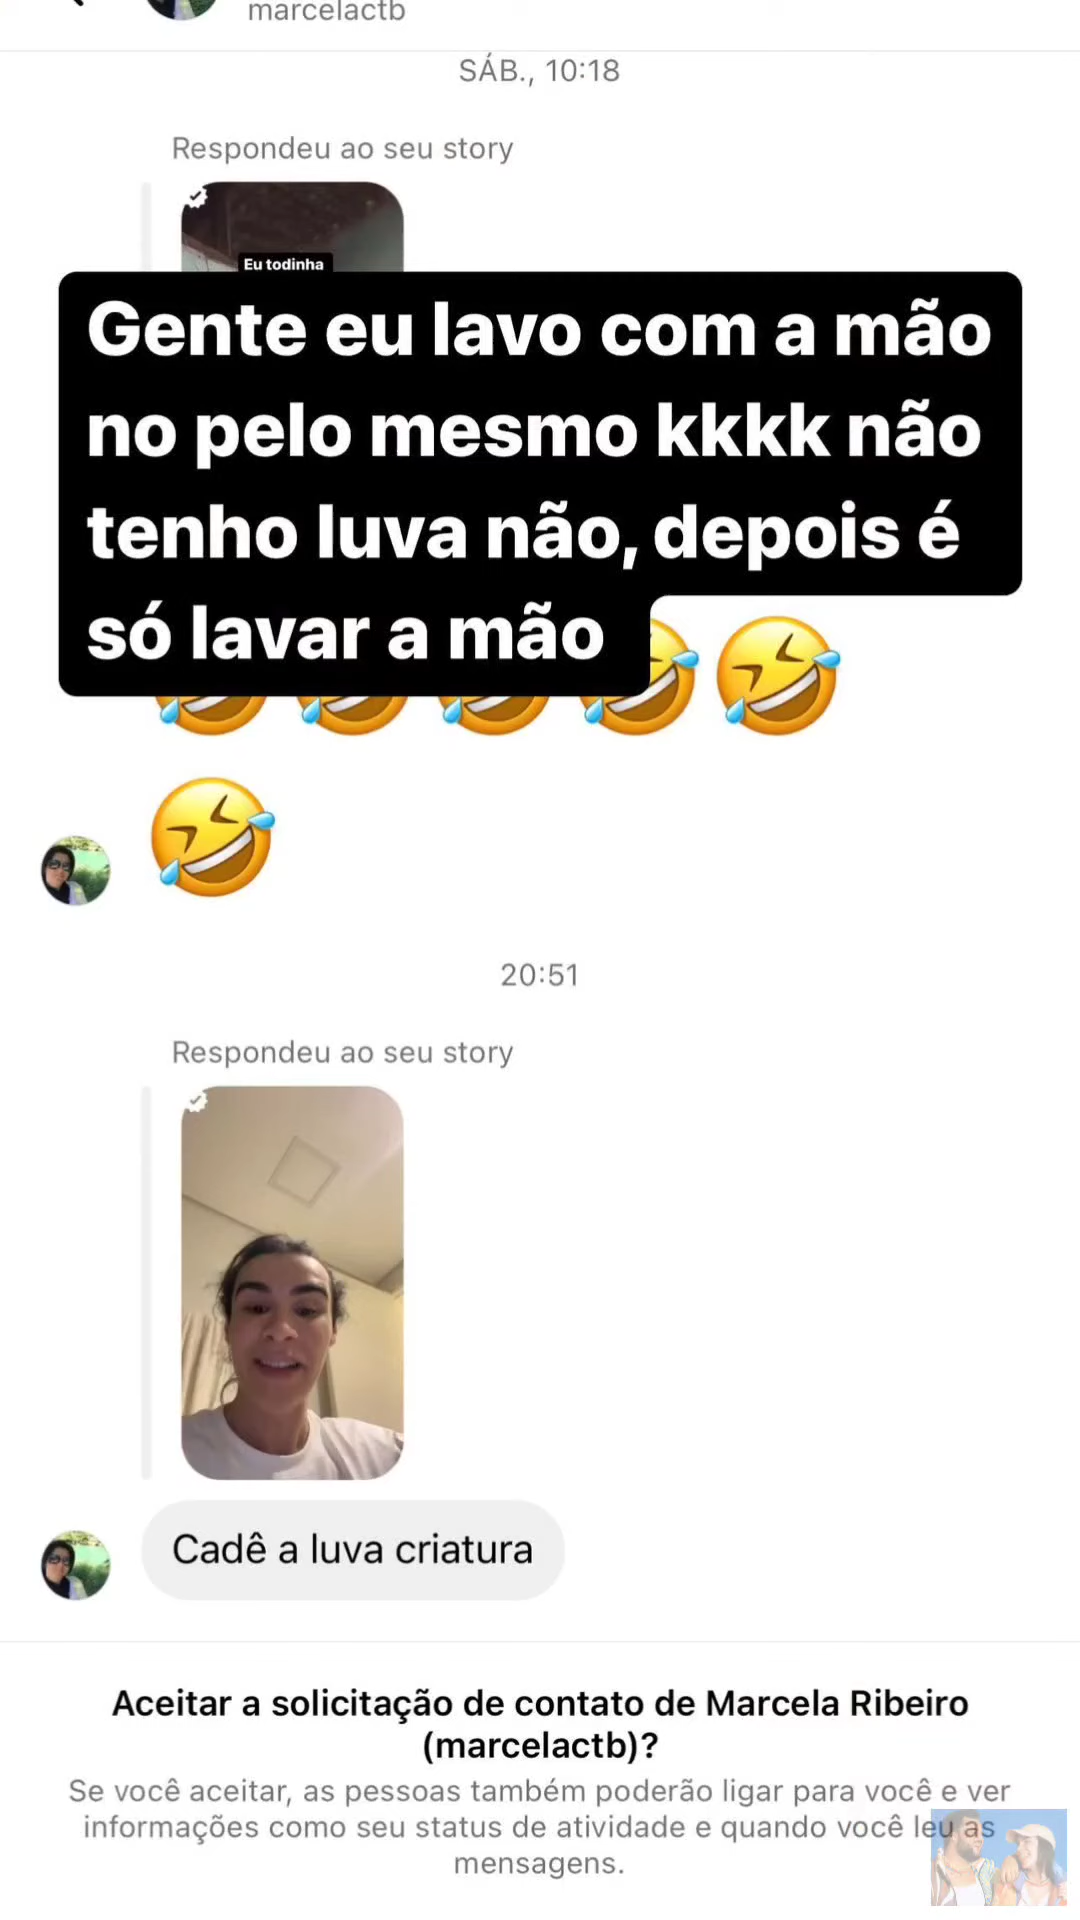 marcelactb
SÁB., 10:18
Respondeu ao seu story
Eu todinha
Gente eu lavo com a mão
no pelo mesmo kkkk não
tenho luva não, depois é
só lavar a mão
20:51
Respondeu ao seu story
Cadê a luva criatura
Aceitar a solicitação de contato de Marcela Ribeiro
(marcelactb)?
Se você aceitar, as pessoas também poderão ligar para você e ver
informações como seu status de atividade e quando você leu as
mensagens.